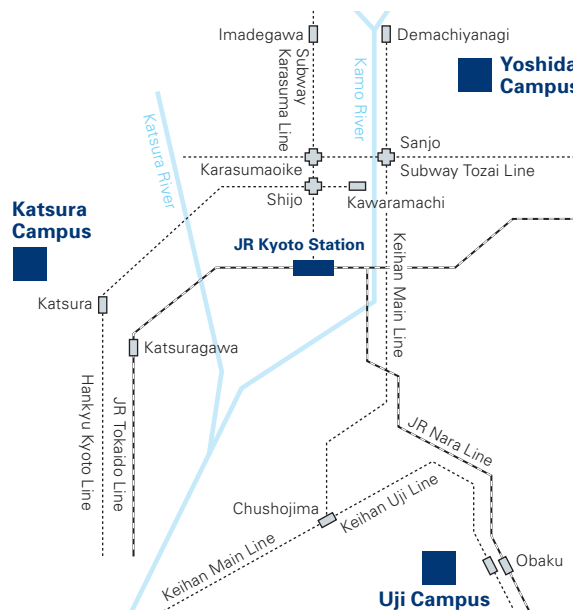 Imadegawa
Demachiyanagi
Subway
Karasuma Line
Kamo River
Yoshida
Campus
Katsura River
Sanjo
Karasumaoike
Subway Tozai Line
Shijo
Kawaramachi
Katsura
Campus
JR Kyoto Station
Keihan Main Line
Katsura
Katsuragawa
Hankyu Kyoto Line
JR Tokaido Line
JR Nara Line
Chushojima
Keihan Uji Line
Keihan Main Line
Obaku
Uji Campus